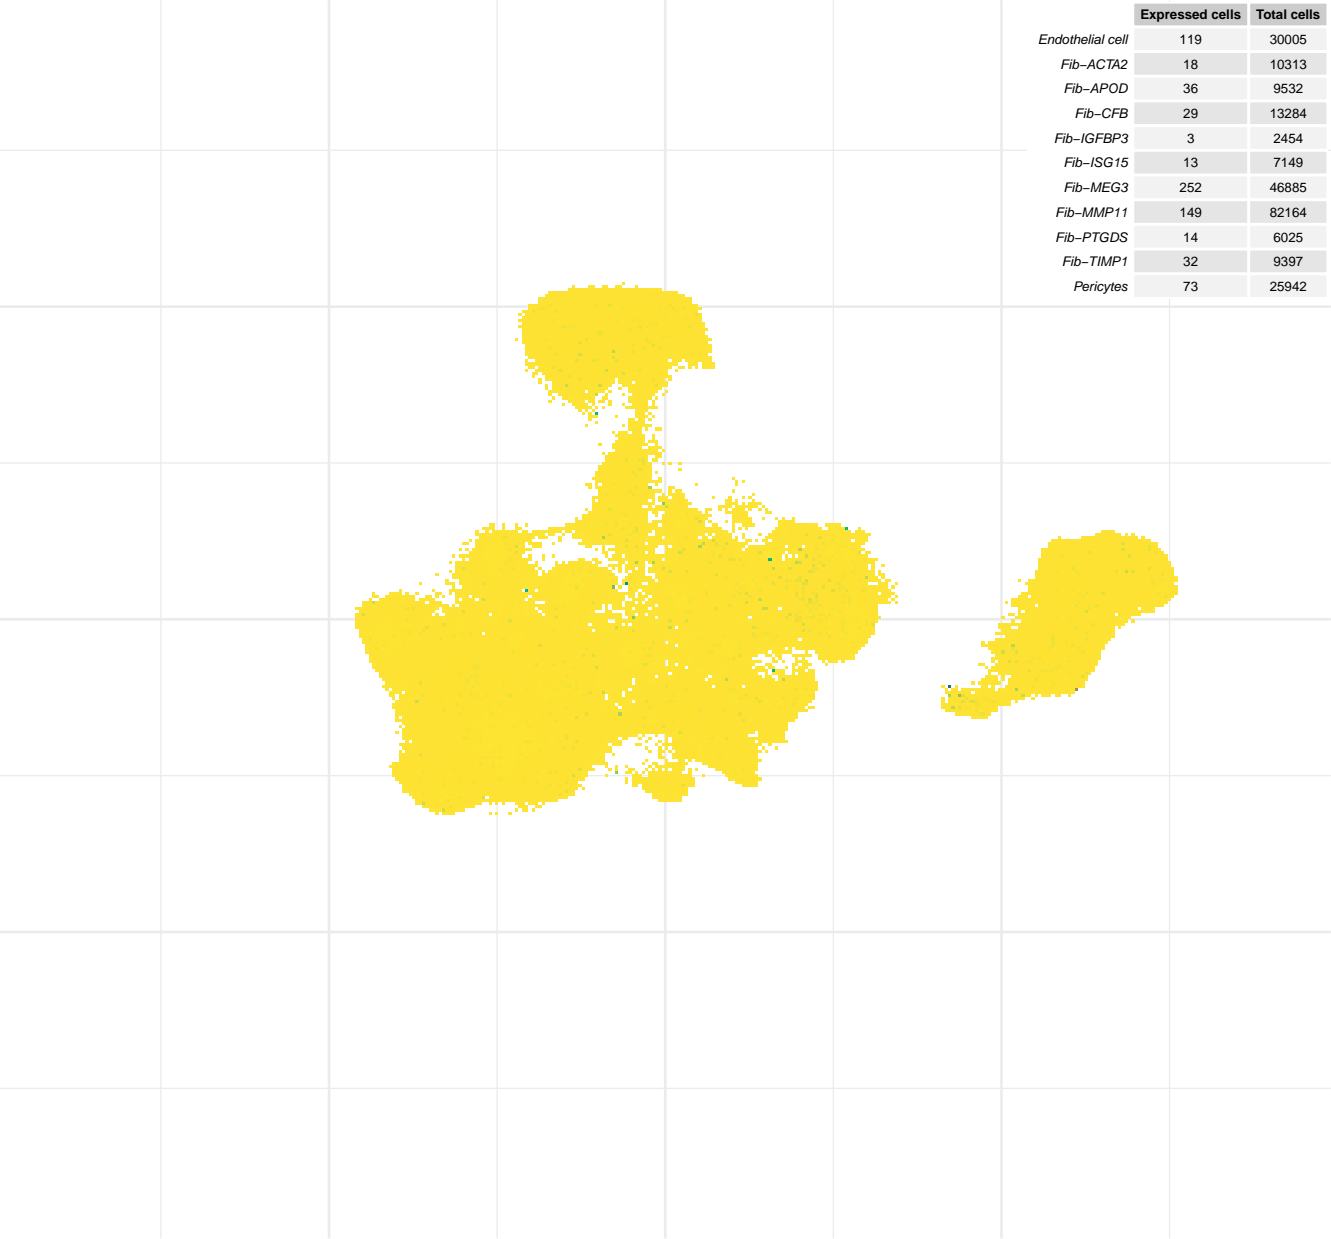 Expressed cells Total cells
Endothelial cell 119 30005
Fib−ACTA2 18 10313
Fib−APOD 36 9532
Fib−CFB 29 13284
Fib−IGFBP3 3 2454
Fib−ISG15 13 7149
Fib−MEG3 252 46885
Fib−MMP11 149 82164
Fib−PTGDS 14 6025
Fib−TIMP1 32 9397
Pericytes 73 25942